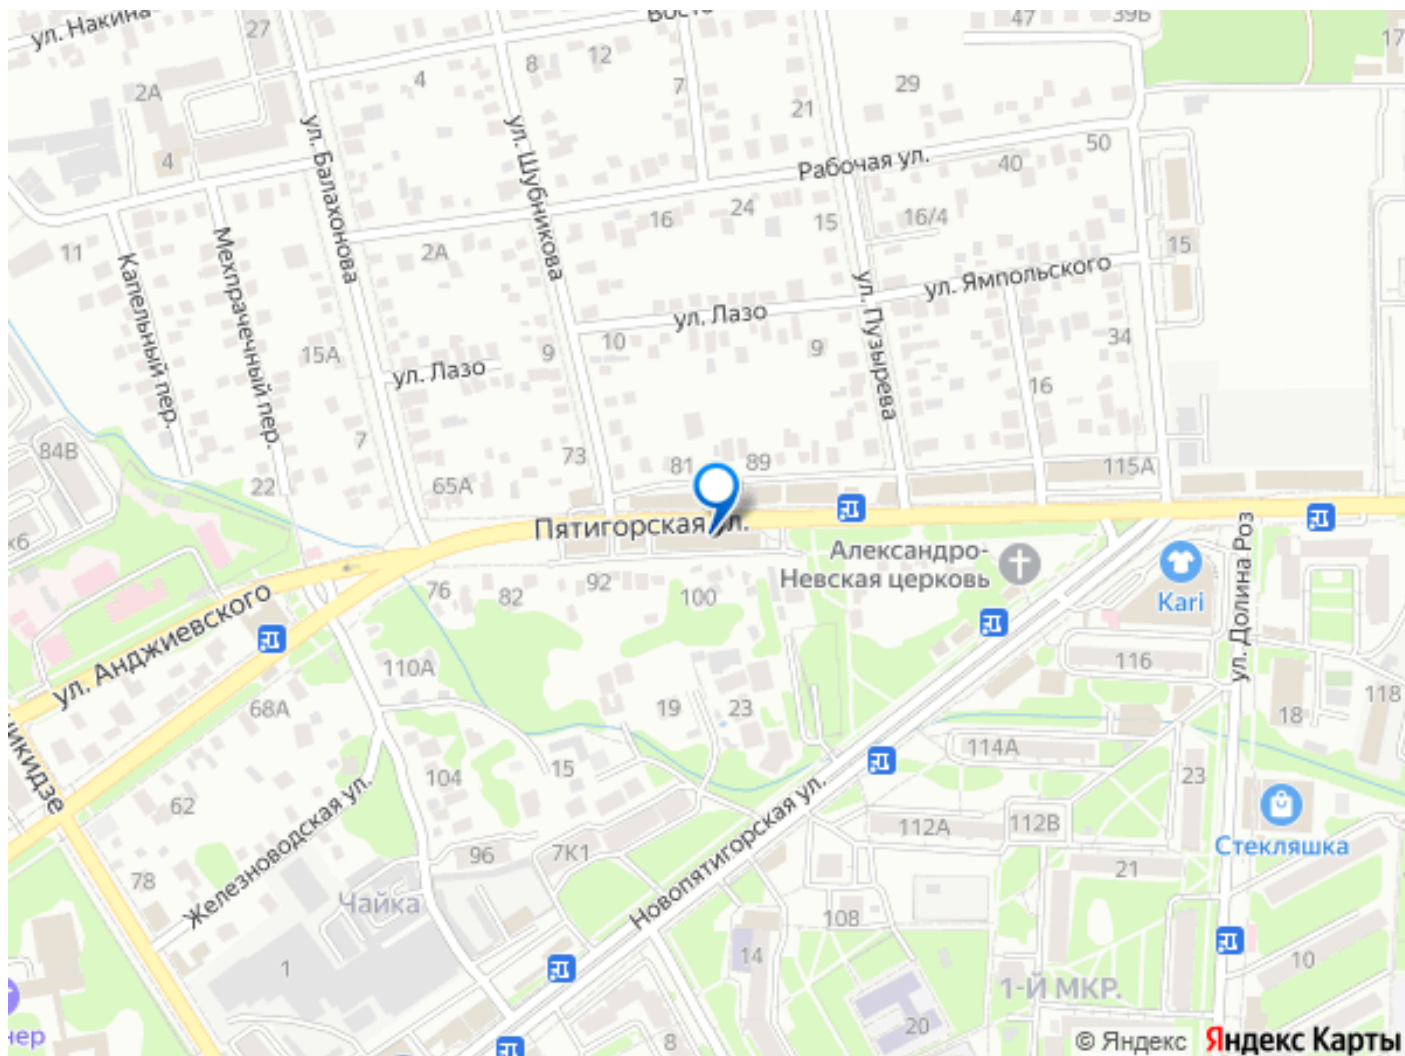 ул. Накина
27
Восто
47
39Б
17
2А
4
8
12
7
21
29
ул. Балахонова
ул. Шубникова
4
50
Рабочая ул.
40
16
24
15
16/4
11
2А
15
Капельный пер.
Мехпрачечный пер.
ул. Ямпольского
ул. Лазо
ул. Пузырева
15А
9
10
9
34
ул. Лазо
16
7
84В
73
81
89
115А
22
65А
Пятигорская ул.
ул. Долина Роз
Александро-
Невская церковь
76
82
92
100
Kari
ул. Анджиевского
110А
116
68А
19
23
18
118
114А
104
15
23
62
Железноводская ул.
Новопятигорская ул.
112А
112В
Стекляшка
96
7К1
21
78
Чайка
108
1
14
10
1-Й МКР.
20
8
нер
© Яндекс Яндекс Карты